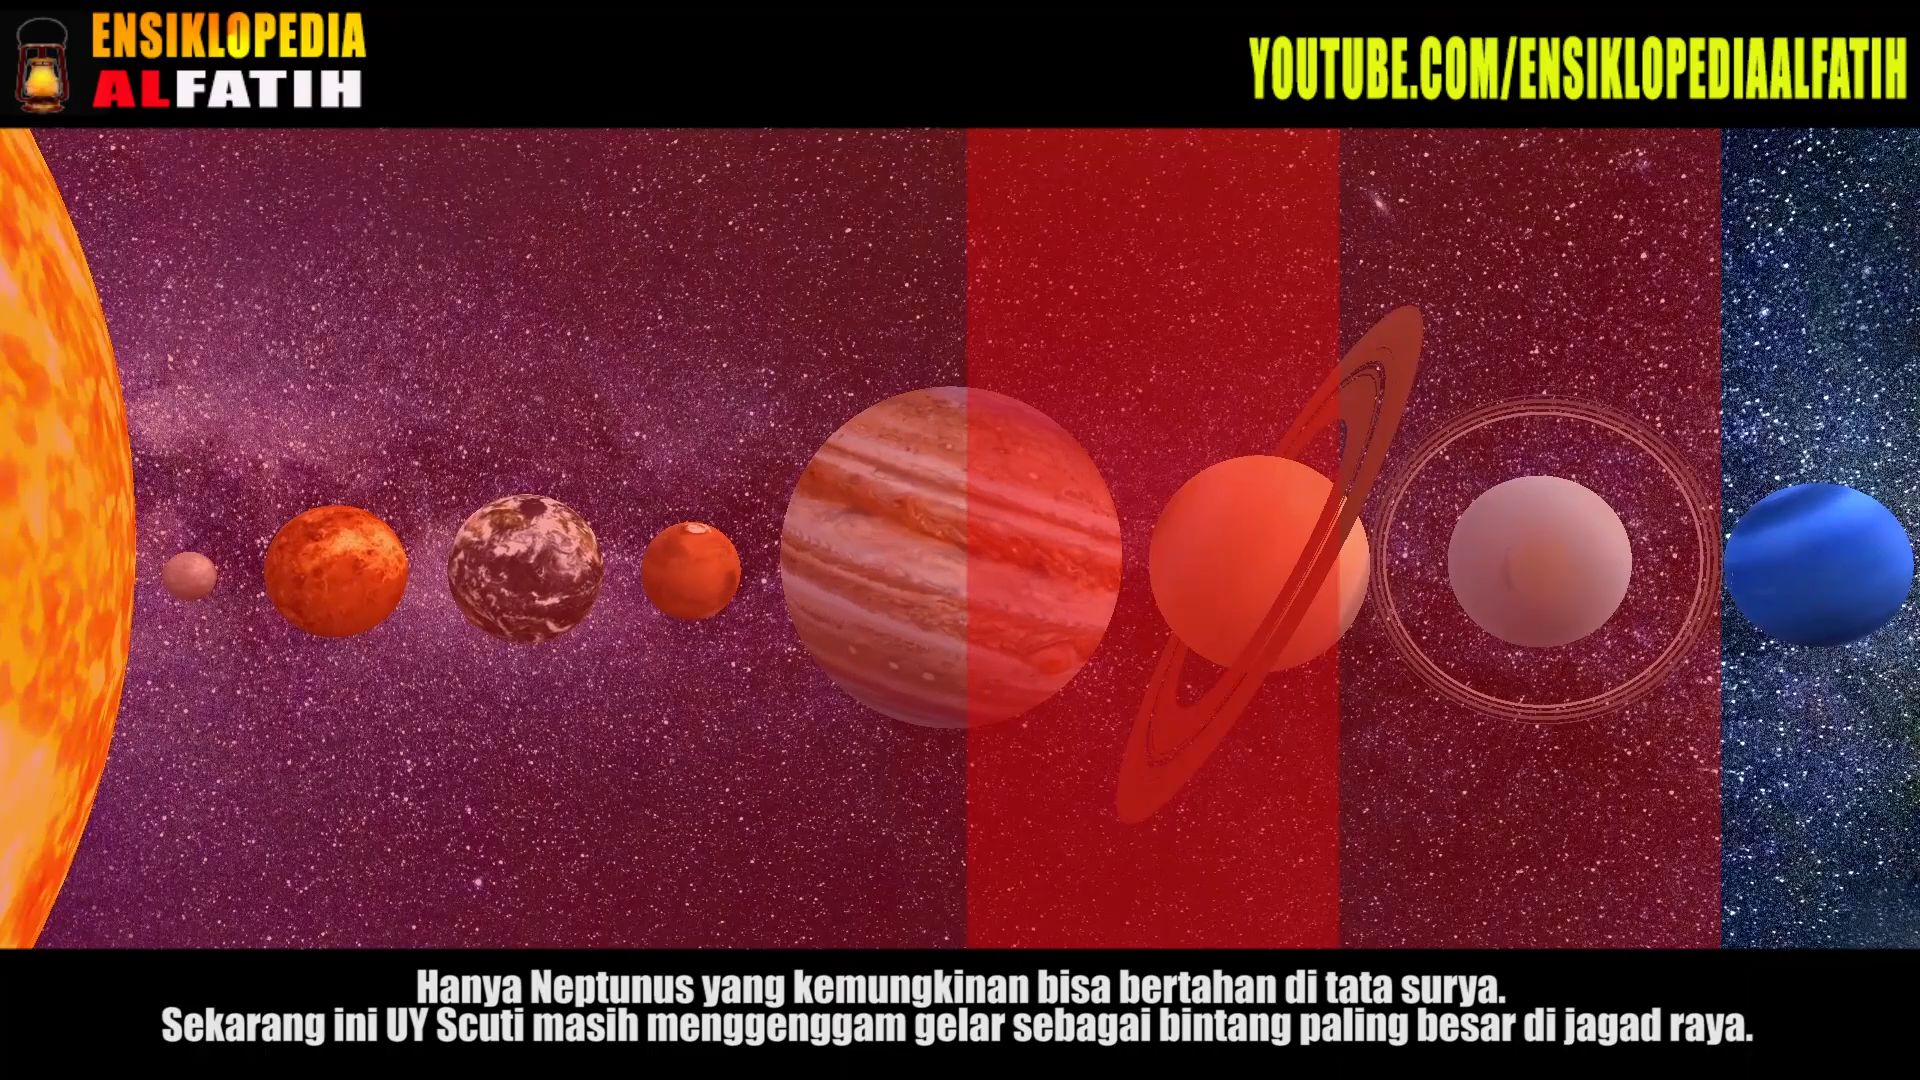 ENSIKLOPEDIA
ALFATIH
YOUTUBE.COM/ENSIKLOPEDIAALFATIH
Hanya Neptunus yang kemungkinan bisa bertahan di tata surya.
Sekarang ini UY Scuti masih menggenggam gelar sebagai bintang paling besar di jagad raya.